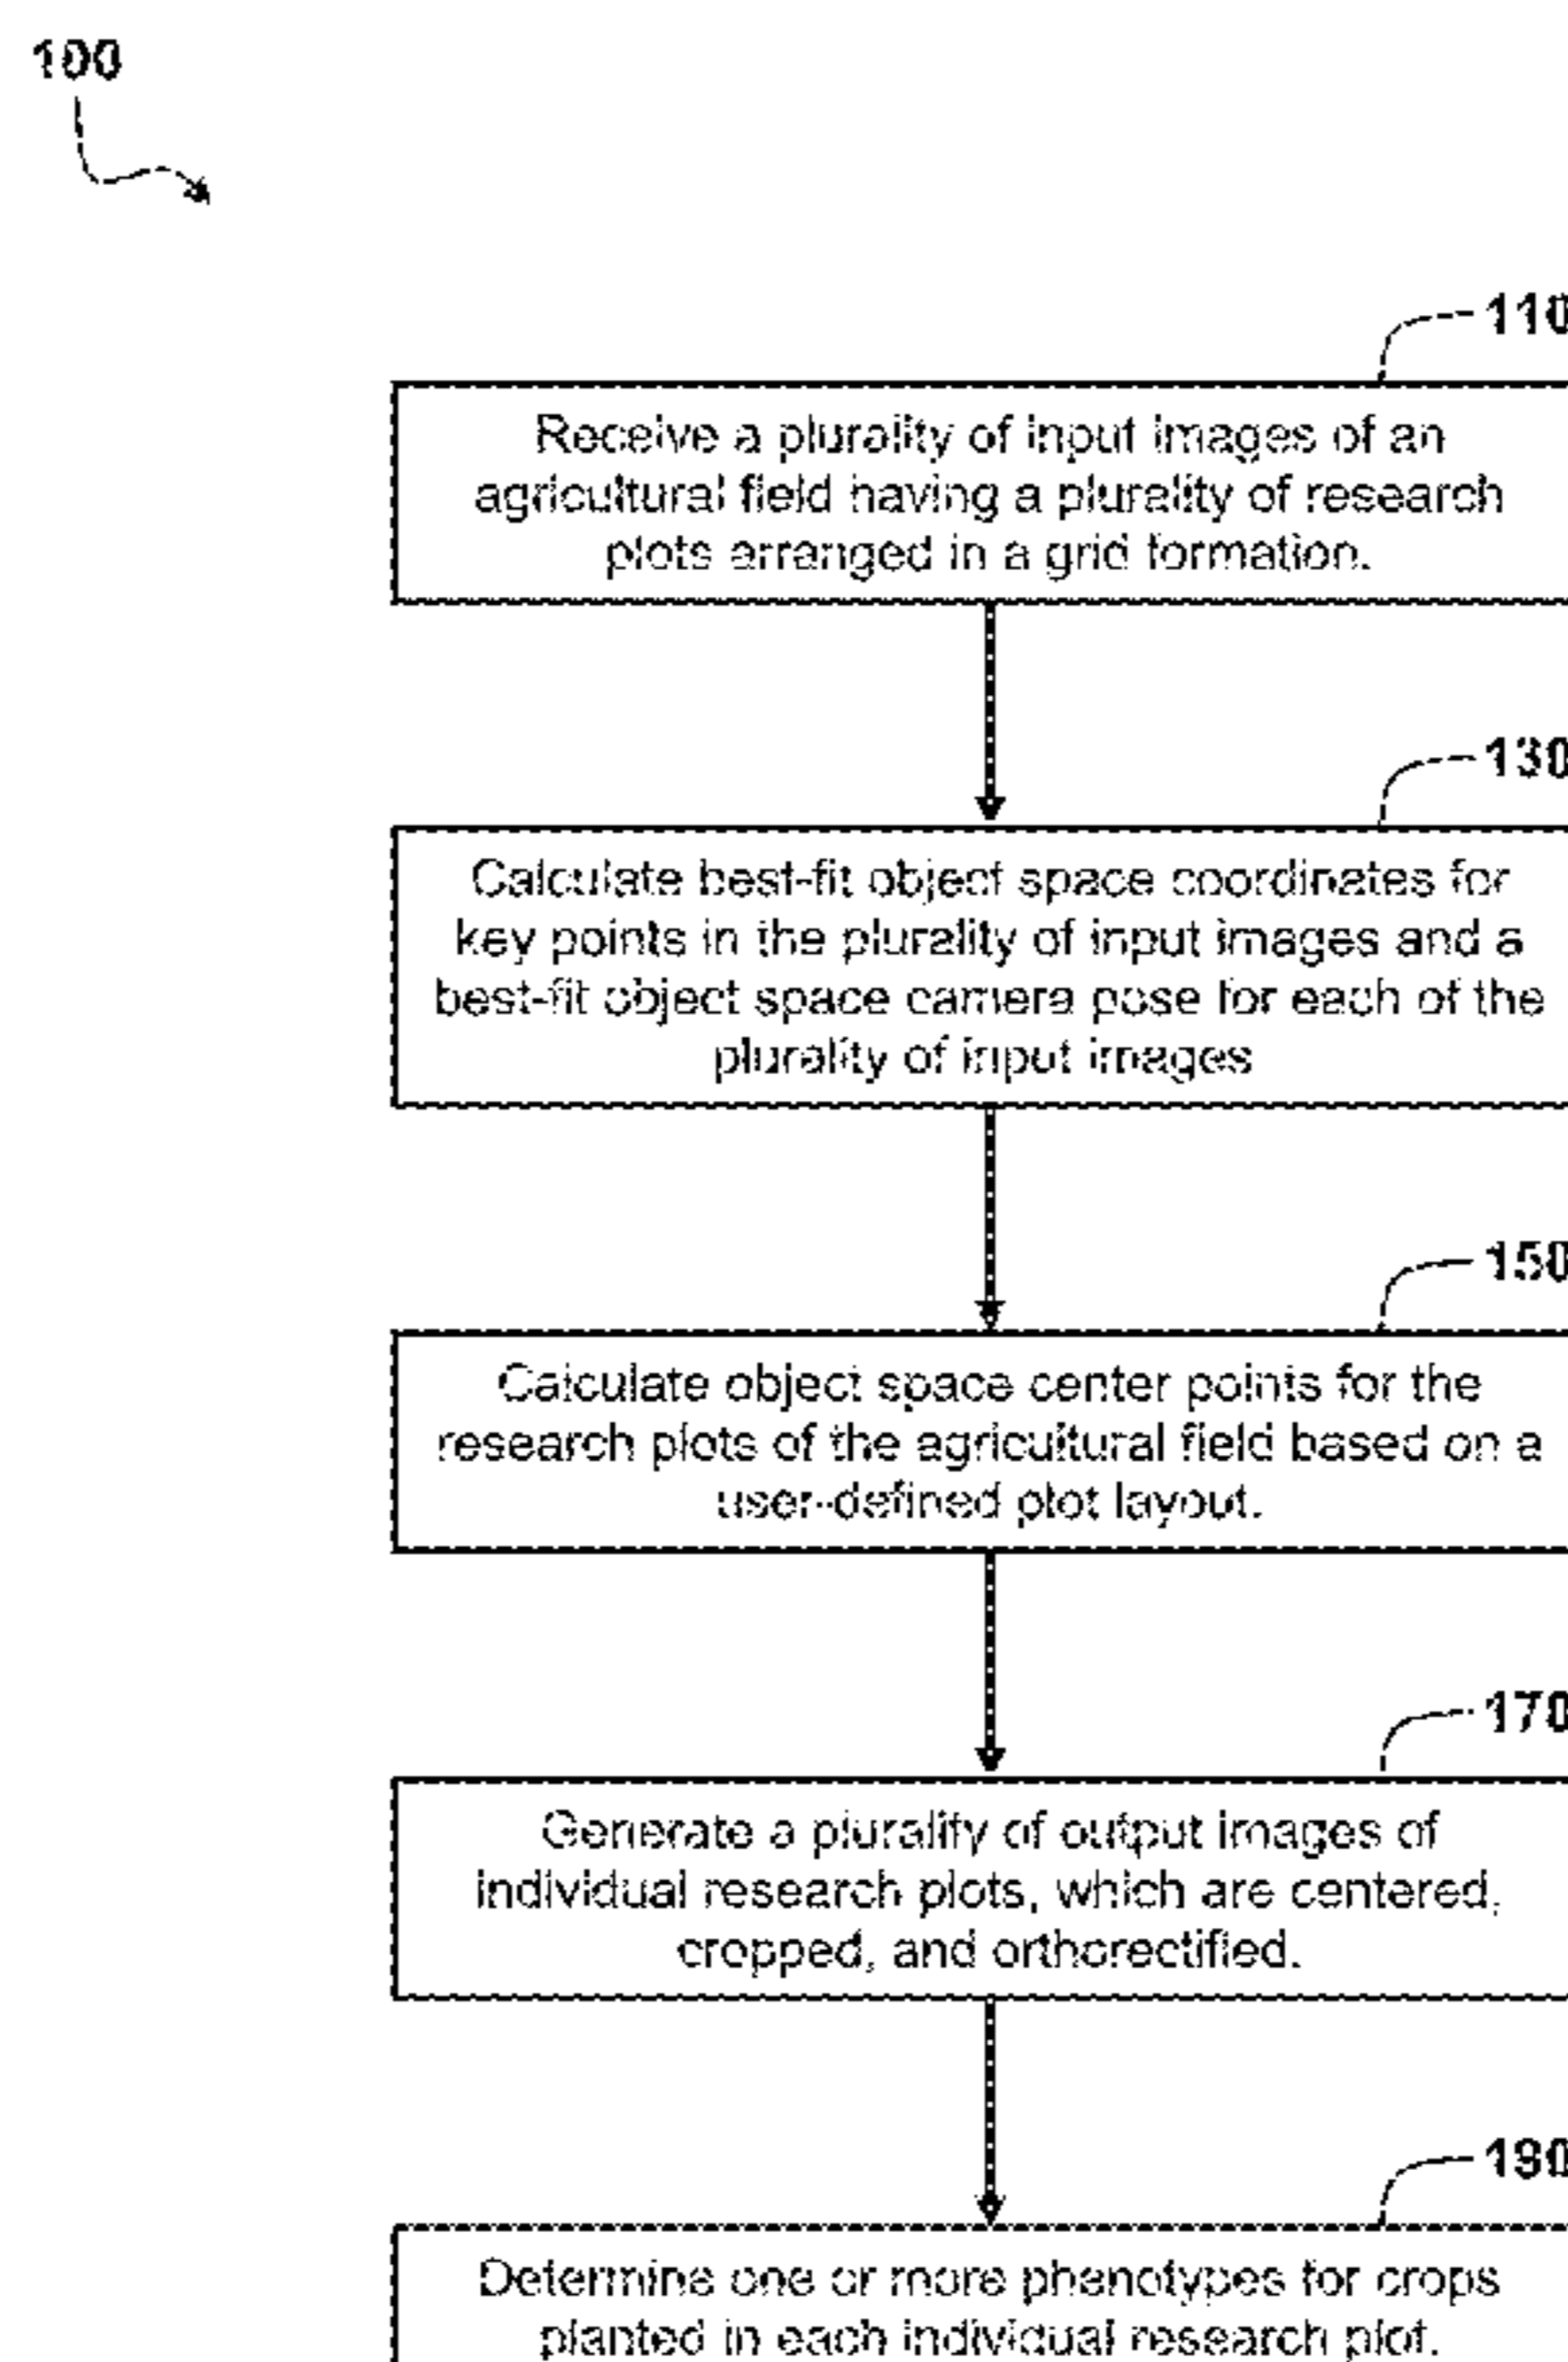 100
110
Receive a plurality of input images of an
agricultural field having a plurality of research
plots arranged in a grid formation.
130
Calculate best-fit object space coordinates for
key points in the plurality of input images and a
best-fit object space camera pose for each of the
plurality of input images
150
Calculate object space center points for the
research plots of the agricultural field based on a
user-defined plot layout.
170
Generate a plurality of output images of
individual research plots, which are centered,
cropped, and orthorectified.
190
Determine one or more phenotypes for crops
planted in each individual research plot.